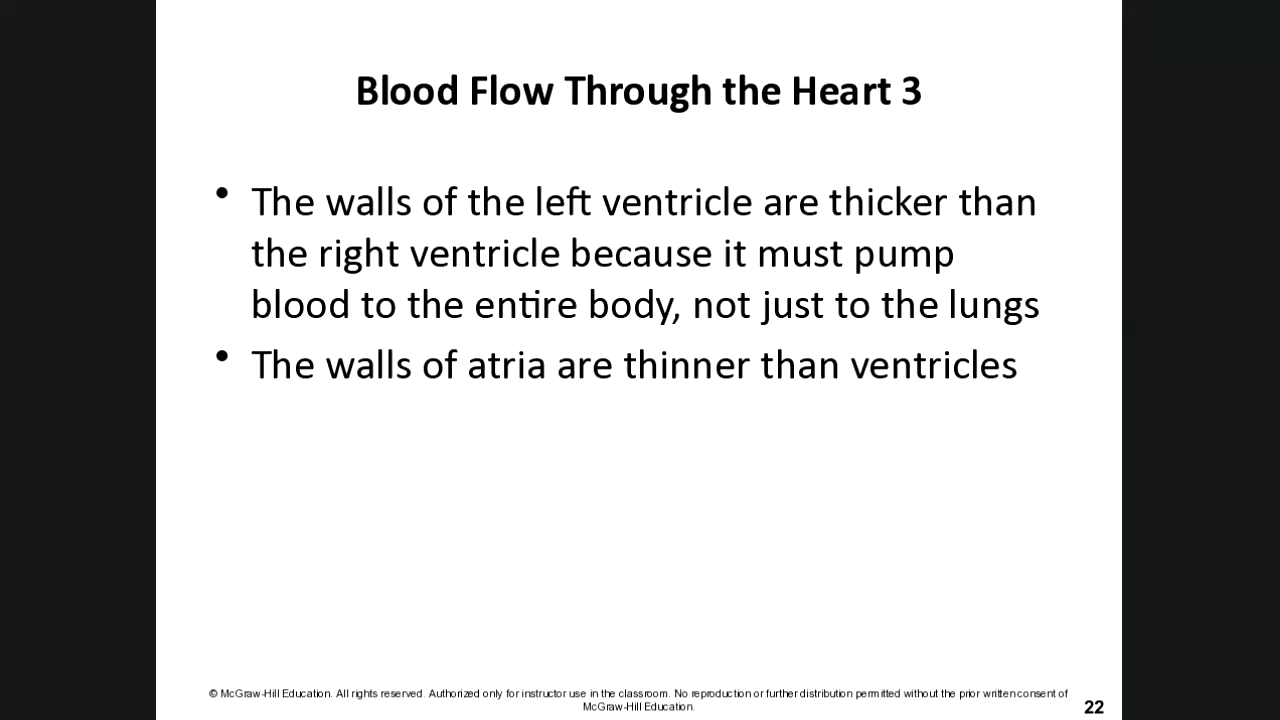 Blood Flow Through the Heart 3
• The walls of the left ventricle are thicker than
the right ventricle because it must pump
blood to the entire body, not just to the lungs
• The walls of atria are thinner than ventricles
© McGraw-Hill Education. All rights reserved. Authorized only for instructor use in the classroom. No reproduction or further distribution permitted without the prior written consent of
McGraw-Hill Education.
22